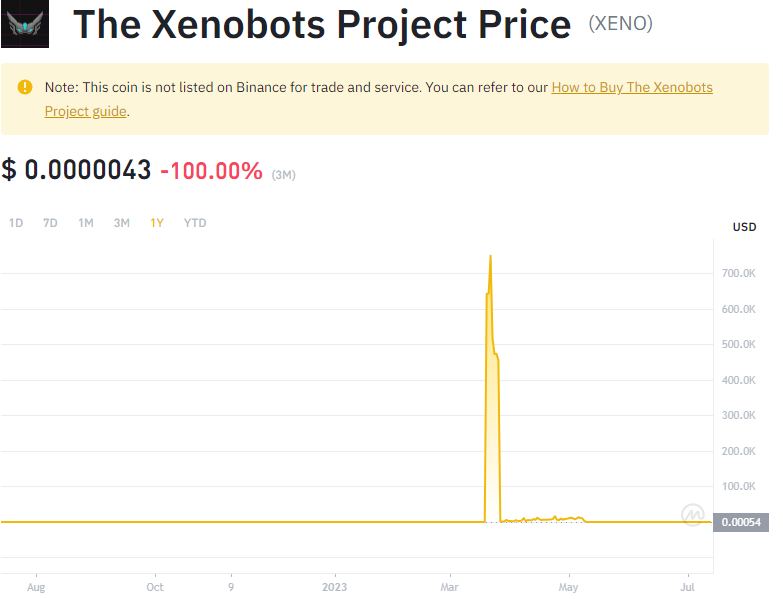 The Xenobots Project Price (XENO)
Note: This coin is not listed on Binance for trade and service. You can refer to our How to Buy The Xenobots
Project guide.
$ 0.0000043 -100.00% (3M)
1D 7D 1M 3M 1Y YTD
USD
700.0K
600.0K
500.0K
400.0K
300.0K
200.0K
100.0K
0.00054
Aug Oct 9 2023 Mar May Jul